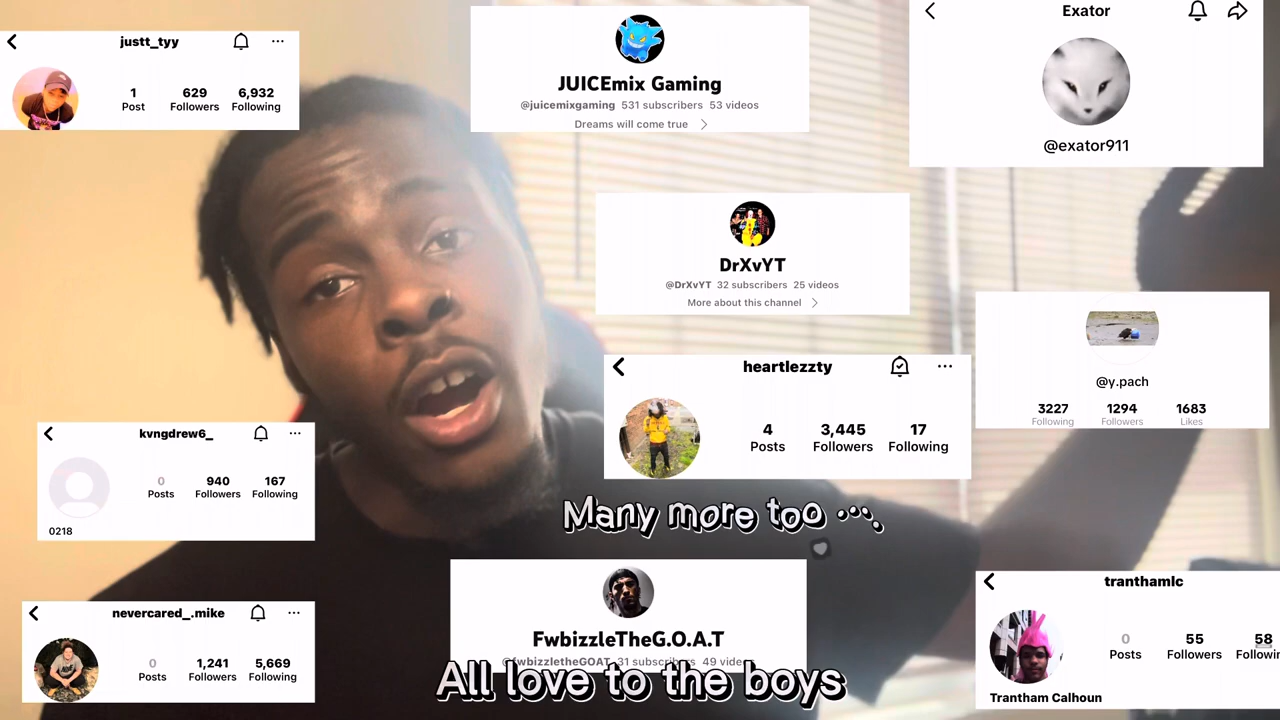 justt_tyy
1 629 6,932
Post Followers Following
JUICEmix Gaming
@juicemixgaming 531 subscribers 53 videos
Dreams will come true
Exator
@exator911
DrXvYT
@DrXvYT 32 subscribers 25 videos
More about this channel
@y.pach
3227 1294 1683
Following Followers Likes
heartlezzty
4 3,445 17
Posts Followers Following
kvngdrew6_
0 940 167
Posts Followers Following
0218
Many more too ....
nevercared_.mike
0 1,241 5,669
Posts Followers Following
FwbizzleTheG.O.A.T
@fwbizzletheGOAT 31 subscribers 49
All love to the boys
tranthamlc
0 55 58
Posts Followers
Trantham Calhoun